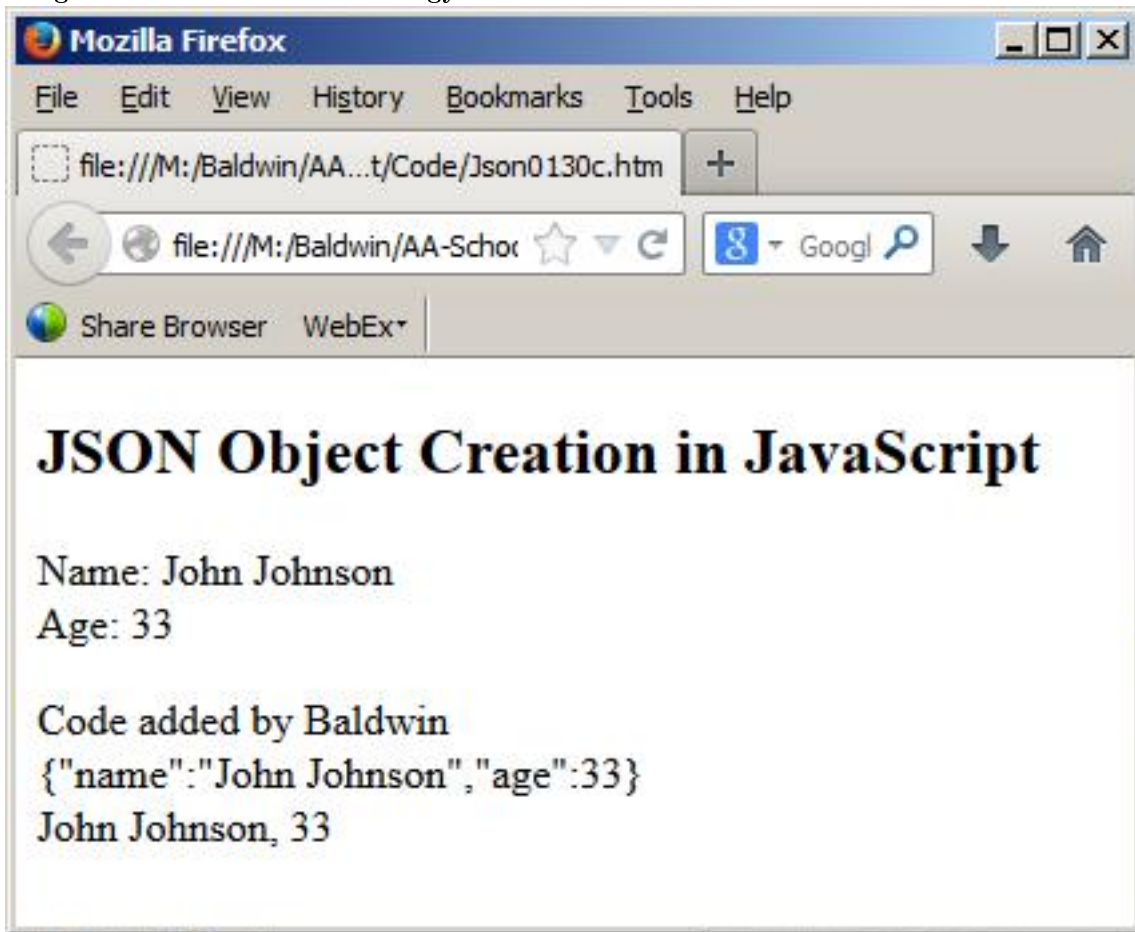 Mozilla Firefox
File Edit View History Bookmarks Tools Help
file:///M:/Baldwin/AA...t/Code/Json0130c.htm +
file:///M:/Baldwin/AA-School 8 Googl
Share Browser WebEx
JSON Object Creation in JavaScript
Name: John Johnson
Age: 33
Code added by Baldwin
{"name":"John Johnson","age":33}
John Johnson, 33